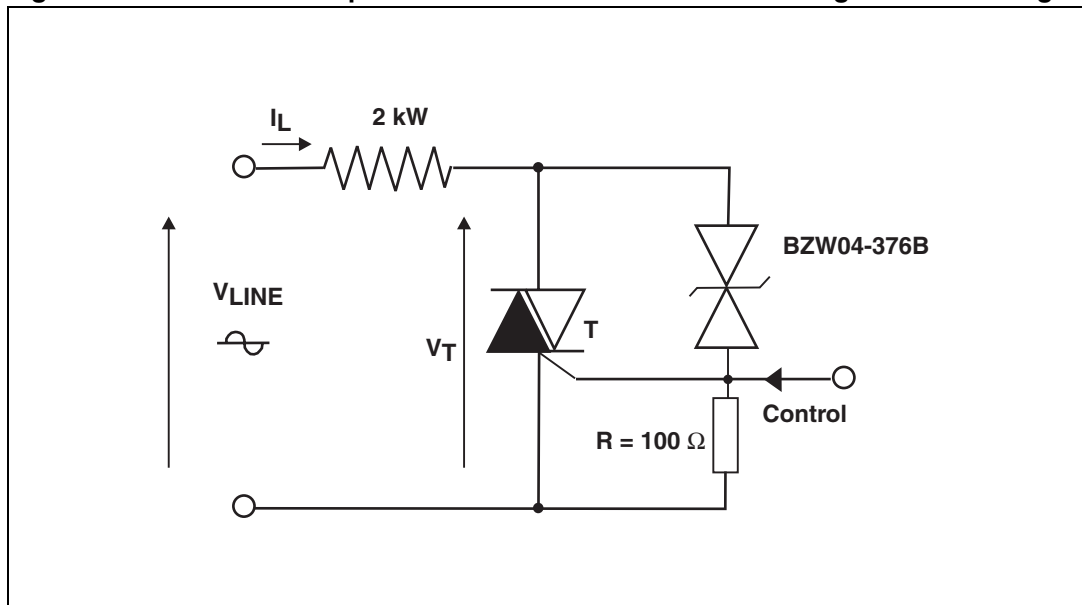 I_L
2 kW
BZW04-376B
V_LINE
T
V_T
Control
R = 100 Ω